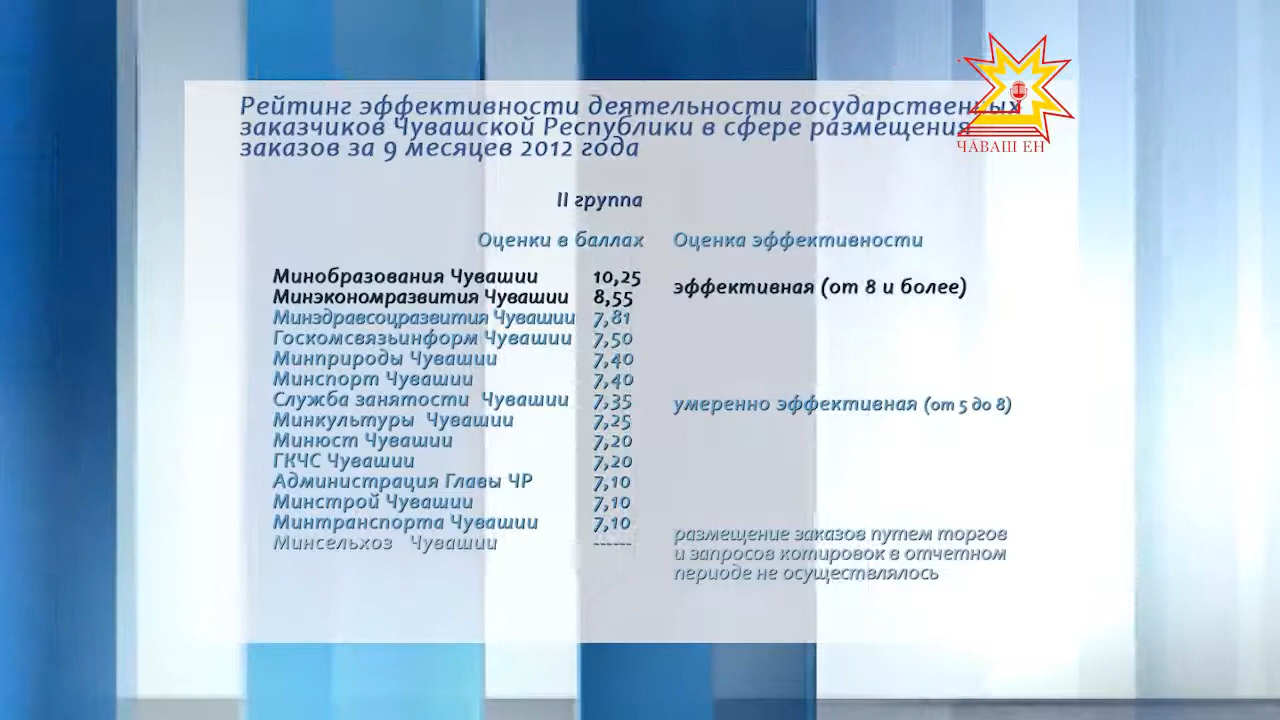 Рейтинг эффективности деятельности государственных
заказчиков Чувашской Республики в сфере размещения
заказов за 9 месяцев 2012 года
ЧӐВАШ ЕН
II группа
Оценки в баллах Оценка эффективности
Минобразования Чувашии 10,25
эффективная (от 8 и более)
Минэкономразвития Чувашии 8,55
Минздравсоцразвития Чувашии 7,81
Госкомсвязьинформ Чувашии 7,50
Минприроды Чувашии 7,40
Минспорт Чувашии 7,40
Служба занятости Чувашии 7,35
умеренно эффективная (от 5 до 8)
Минкультуры Чувашии 7,25
Минюст Чувашии 7,20
ГКЧС Чувашии 7,20
Администрация Главы ЧР 7,10
Минстрой Чувашии 7,10
Минтранспорта Чувашии 7,10
Минсельхоз Чувашии ------
размещение заказов путем торгов
и запросов котировок в отчетном
периоде не осуществлялось